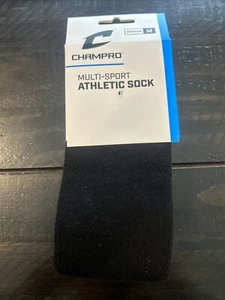 M
CHAMPRO
MULTI-SPORT
ATHLETIC SOCK